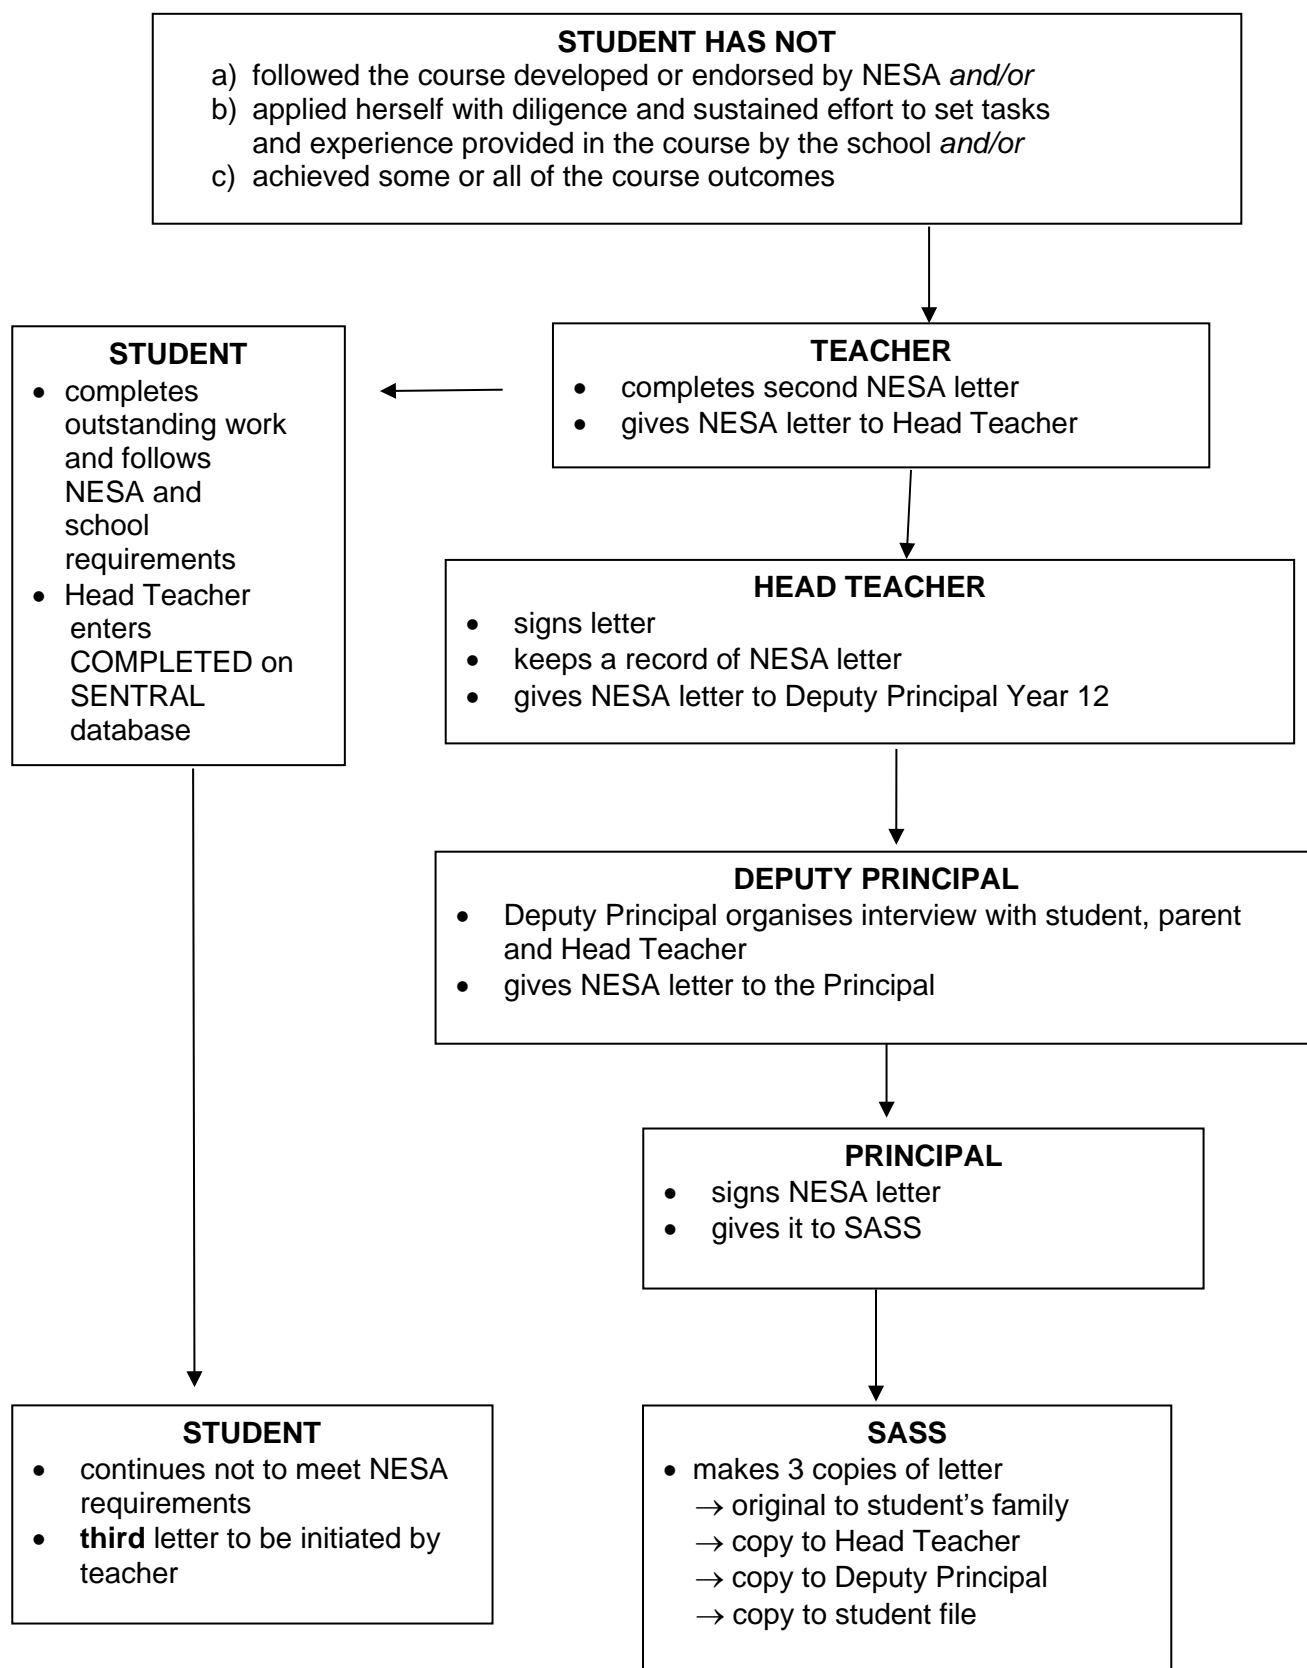 STUDENT HAS NOT
a) followed the course developed or endorsed by NESA and/or
b) applied herself with diligence and sustained effort to set tasks
and experience provided in the course by the school and/or
c) achieved some or all of the course outcomes
TEACHER
• completes second NESA letter
• gives NESA letter to Head Teacher
STUDENT
• completes
outstanding work
and follows
NESA and
school
requirements
• Head Teacher
enters
COMPLETED on
SENTRAL
database
HEAD TEACHER
• signs letter
• keeps a record of NESA letter
• gives NESA letter to Deputy Principal Year 12
DEPUTY PRINCIPAL
• Deputy Principal organises interview with student, parent
and Head Teacher
• gives NESA letter to the Principal
PRINCIPAL
• signs NESA letter
• gives it to SASS
STUDENT
• continues not to meet NESA
requirements
• third letter to be initiated by
teacher
SASS
• makes 3 copies of letter
→ original to student’s family
→ copy to Head Teacher
→ copy to Deputy Principal
→ copy to student file